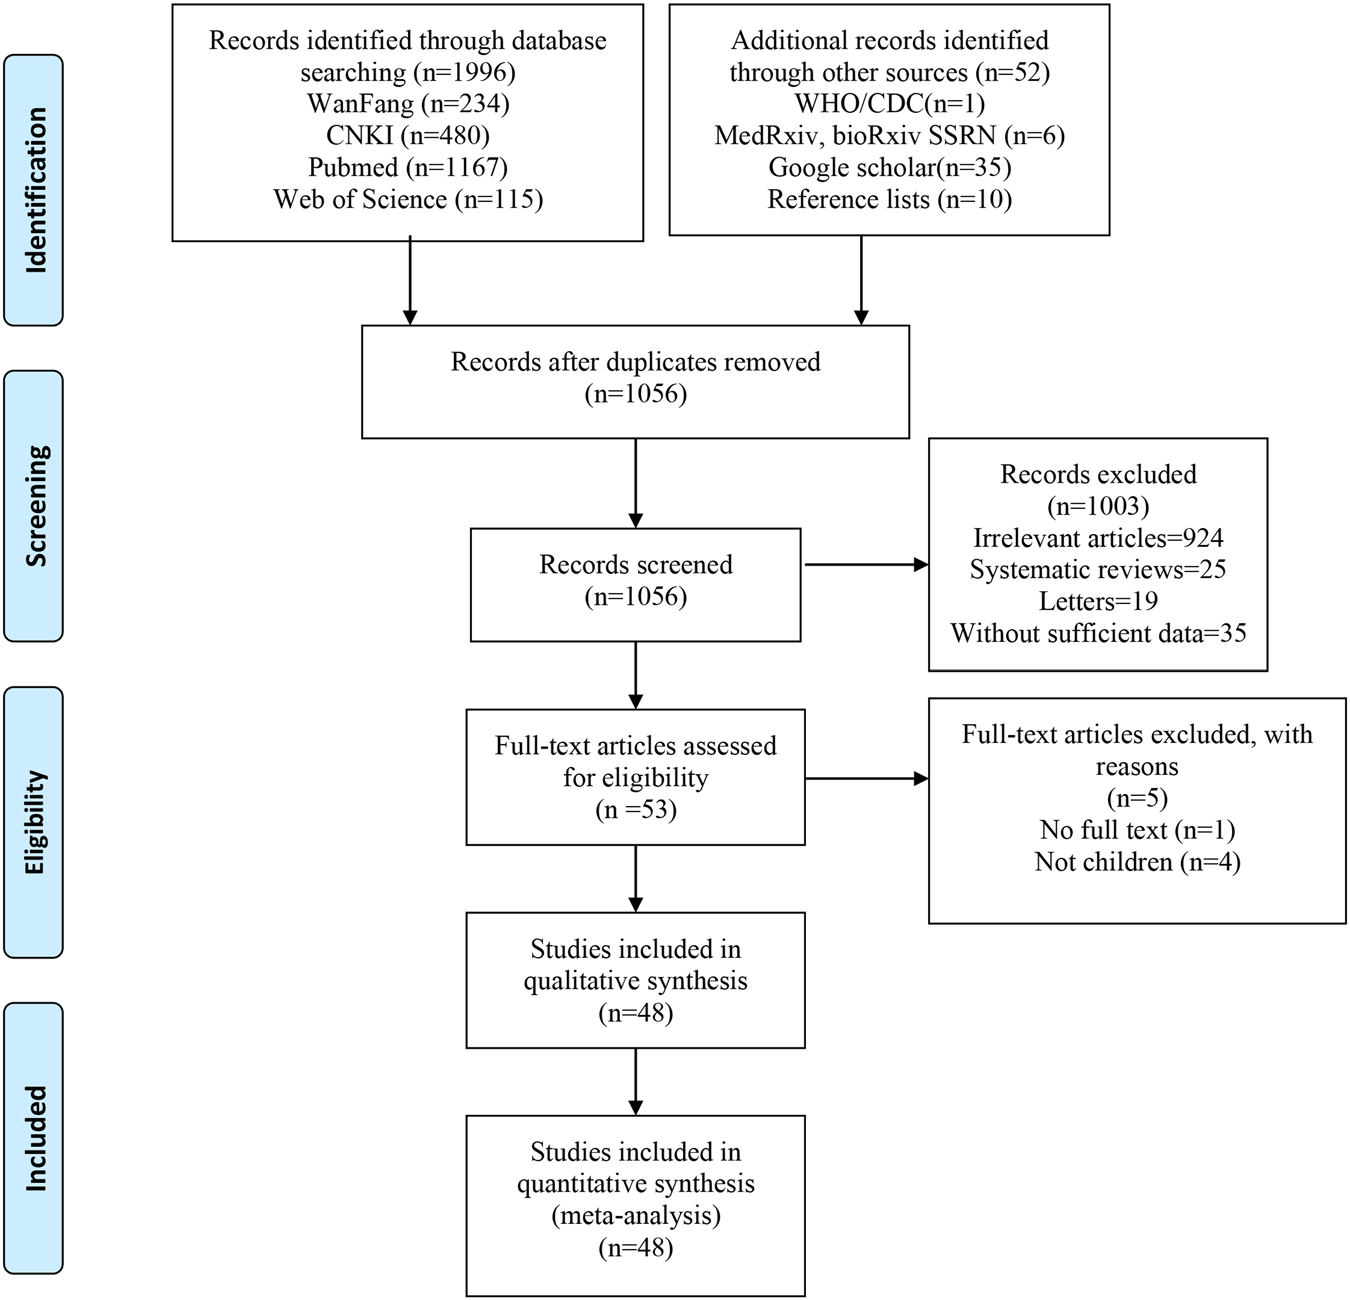 Identification
Records identified through database
searching (n=1996)
WanFang (n=234)
CNKI (n=480)
Pubmed (n=1167)
Web of Science (n=115)
Additional records identified
through other sources (n=52)
WHO/CDC(n=1)
MedRxiv, bioRxiv SSRN (n=6)
Google scholar(n=35)
Reference lists (n=10)
Records after duplicates removed
(n=1056)
Screening
Records screened
(n=1056)
Records excluded
(n=1003)
Irrelevant articles=924
Systematic reviews=25
Letters=19
Without sufficient data=35
Eligibility
Full-text articles assessed
for eligibility
(n =53)
Full-text articles excluded, with
reasons
(n=5)
No full text (n=1)
Not children (n=4)
Studies included in
qualitative synthesis
(n=48)
Included
Studies included in
quantitative synthesis
(meta-analysis)
(n=48)